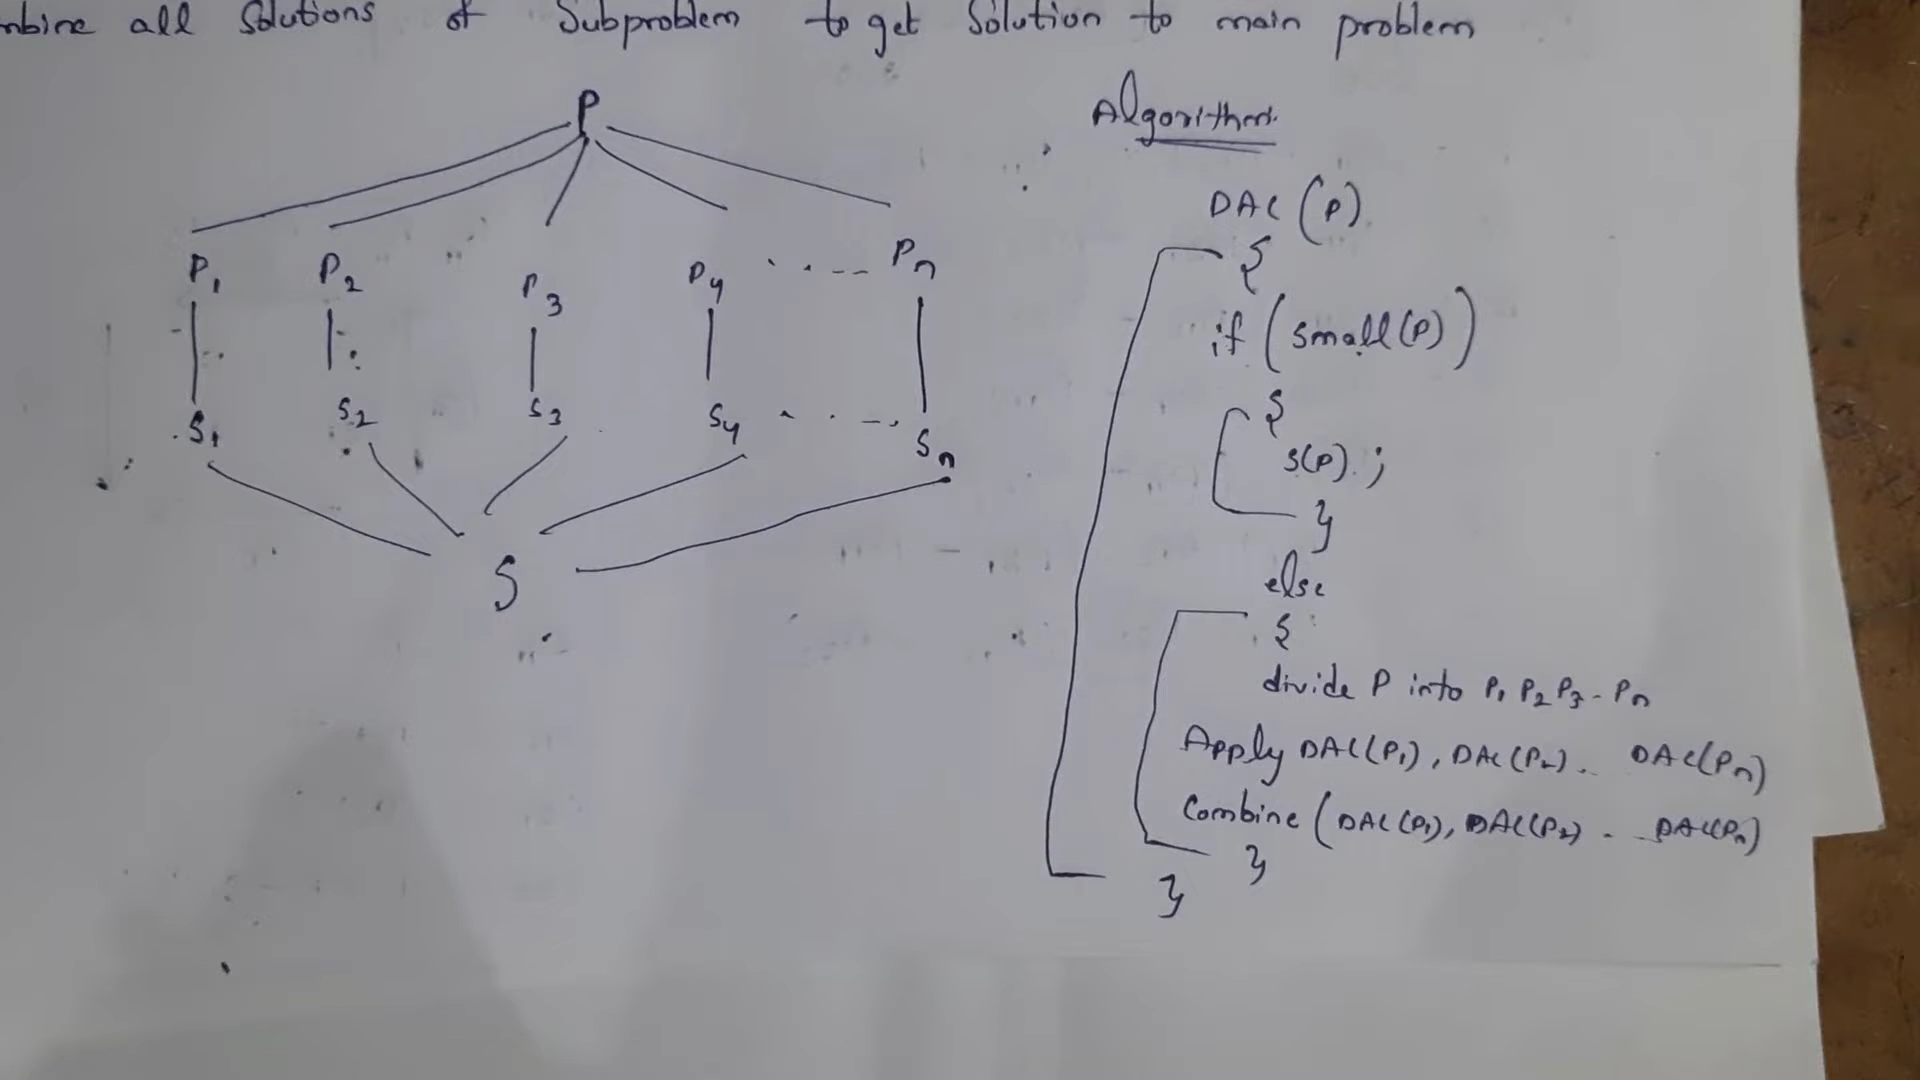 mbine all Solutions of Subproblem to get Solution to main problem
P
P1 P2 P3 P4 ..-- Pn
S1 S2 S3 S4 . . -. Sn
S
Algorithm
DAC (P)
{
if (small(P))
{
S(P);
}
else
{
divide P into P1 P2 P3 - Pn
Apply DAC(P1), DAC(P2).. DAC(Pn)
Combine (DAC(P1), DAC(P2) - - DAC(Pn)
}
}